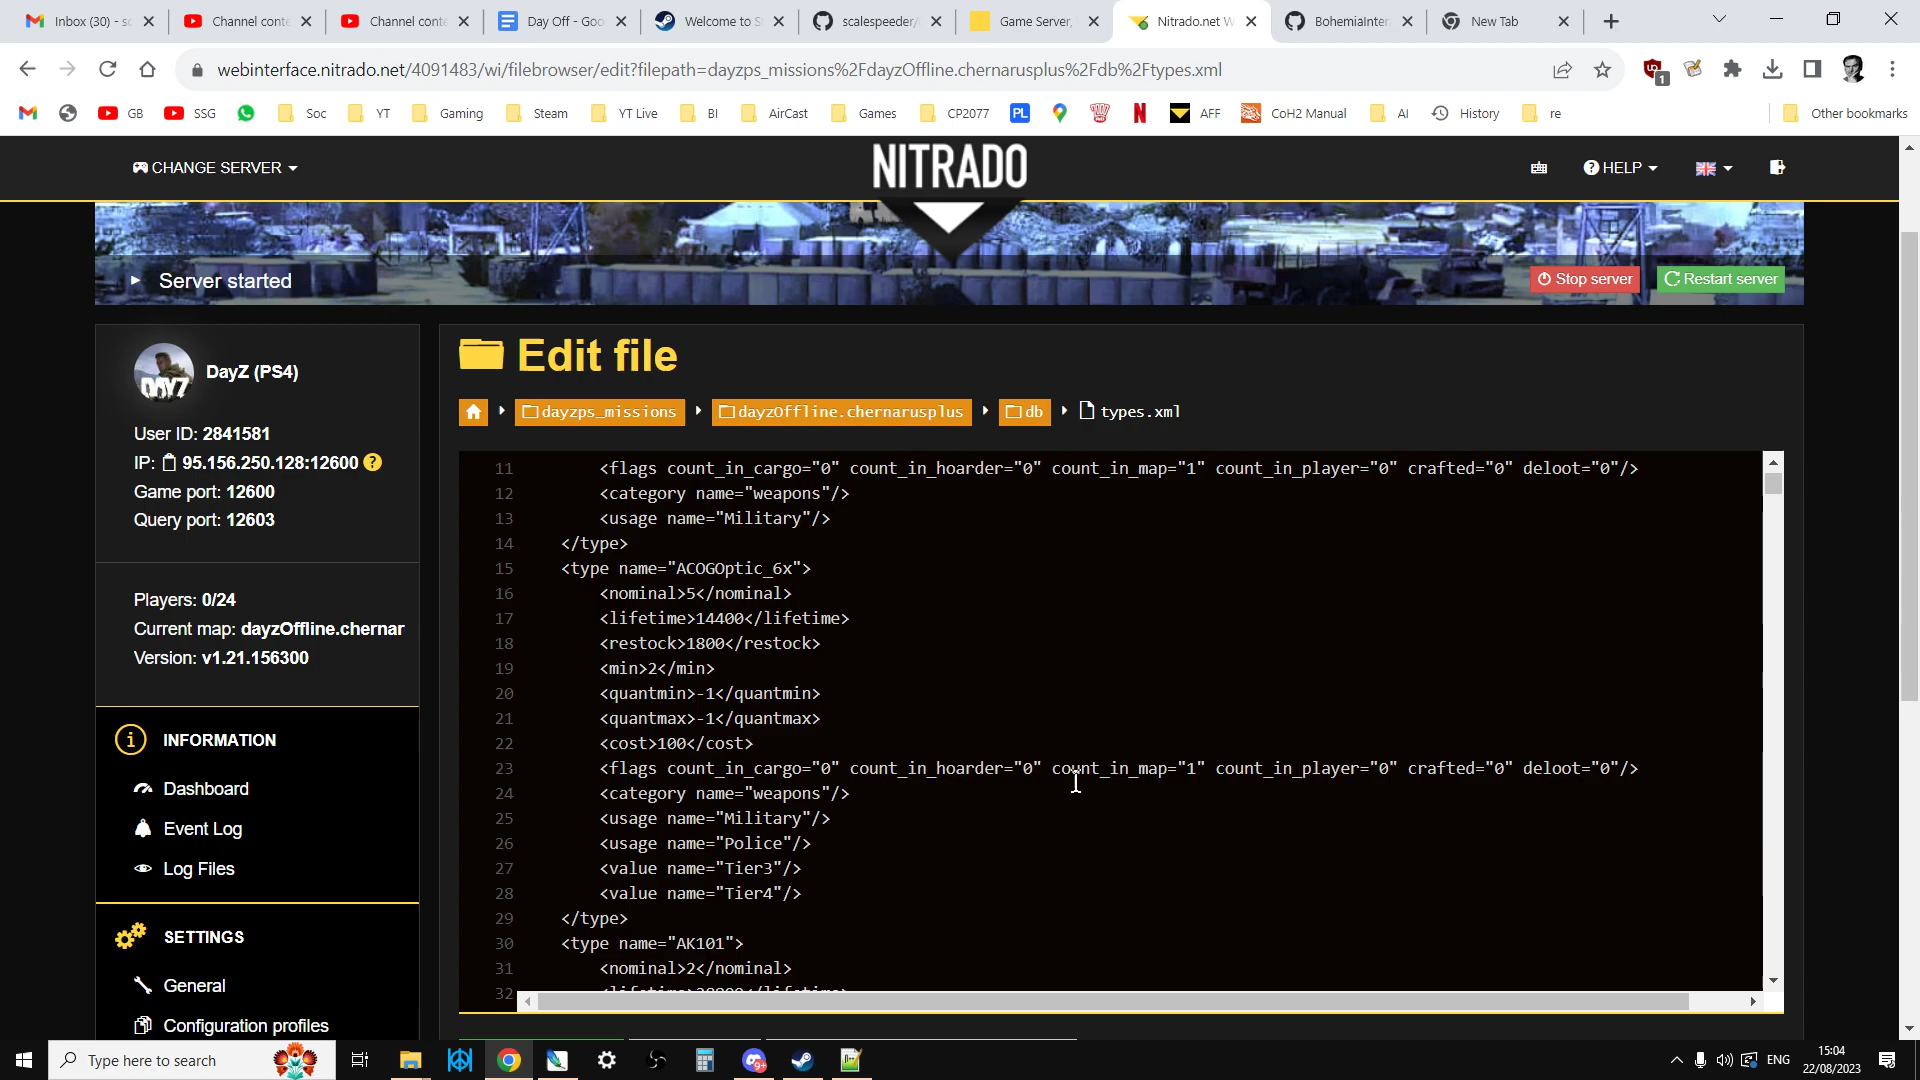 Inbox (30) - s
Channel conte
Channel conte
Day Off - Goo
Welcome to S
scalespeeder/
Game Server,
Nitrado.net W
BohemiaInter
New Tab
webinterface.nitrado.net/4091483/wi/filebrowser/edit?filepath=dayzps_missions%2FdayzOffline.chernarusplus%2Fdb%2Ftypes.xml
1
GB
SSG
Soc
YT
Gaming
Steam
YT Live
BI
AirCast
Games
CP2077
PL
N
AFF
CoH2 Manual
AI
History
re
Other bookmarks
CHANGE SERVER
NITRADO
HELP
Server started
Stop server
Restart server
DAYZ
DayZ (PS4)
User ID: 2841581
IP: 95.156.250.128:12600
Game port: 12600
Query port: 12603
Players: 0/24
Current map: dayzOffline.chernar
Version: v1.21.156300
INFORMATION
Dashboard
Event Log
Log Files
SETTINGS
General
Configuration profiles
Edit file
dayzps_missions
dayzOffline.chernarusplus
db
types.xml
11 <flags count_in_cargo="0" count_in_hoarder="0" count_in_map="1" count_in_player="0" crafted="0" deloot="0"/>
12 <category name="weapons"/>
13 <usage name="Military"/>
14 </type>
15 <type name="ACOGOptic_6x">
16 <nominal>5</nominal>
17 <lifetime>14400</lifetime>
18 <restock>1800</restock>
19 <min>2</min>
20 <quantmin>-1</quantmin>
21 <quantmax>-1</quantmax>
22 <cost>100</cost>
23 <flags count_in_cargo="0" count_in_hoarder="0" count_in_map="1" count_in_player="0" crafted="0" deloot="0"/>
24 <category name="weapons"/>
25 <usage name="Military"/>
26 <usage name="Police"/>
27 <value name="Tier3"/>
28 <value name="Tier4"/>
29 </type>
30 <type name="AK101">
31 <nominal>2</nominal>
32
Type here to search
9+
ENG
15:04
22/08/2023